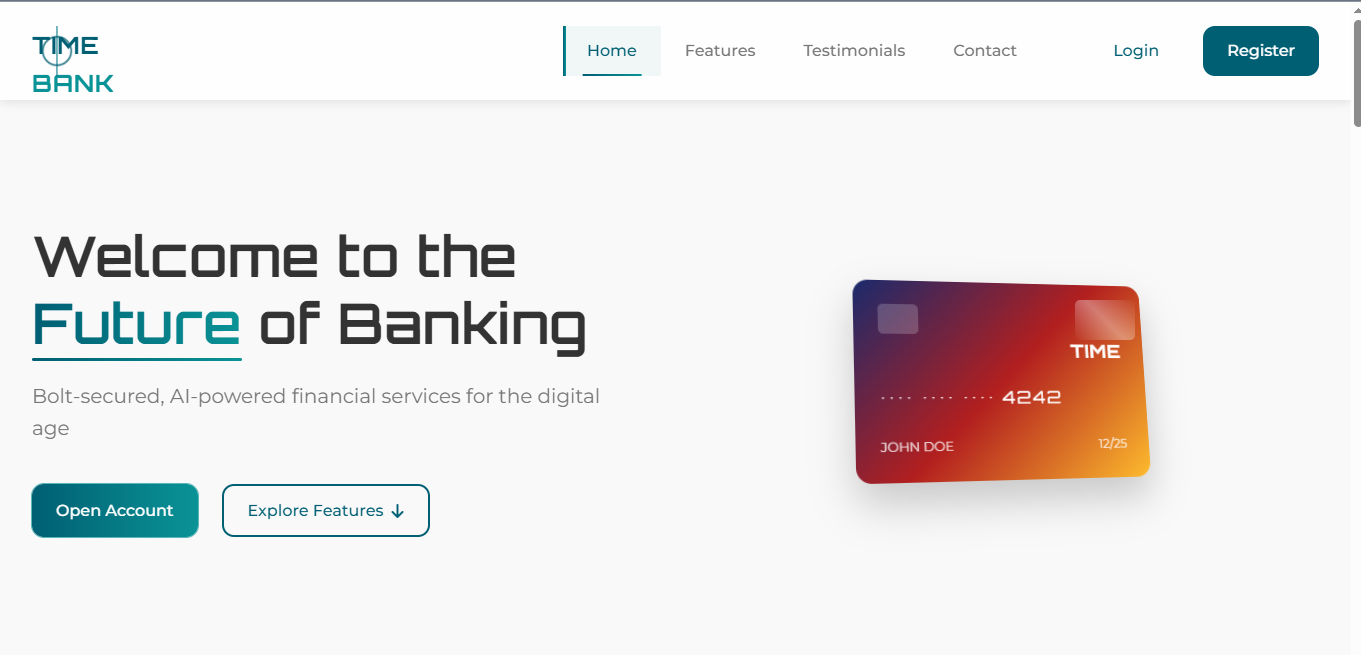 TIME
BANK
Home
Features
Testimonials
Contact
Login
Register
Welcome to the
Future of Banking
Bolt-secured, AI-powered financial services for the digital
age
Open Account
Explore Features ↓
TIME
···· ···· ···· 4242
JOHN DOE
12/25